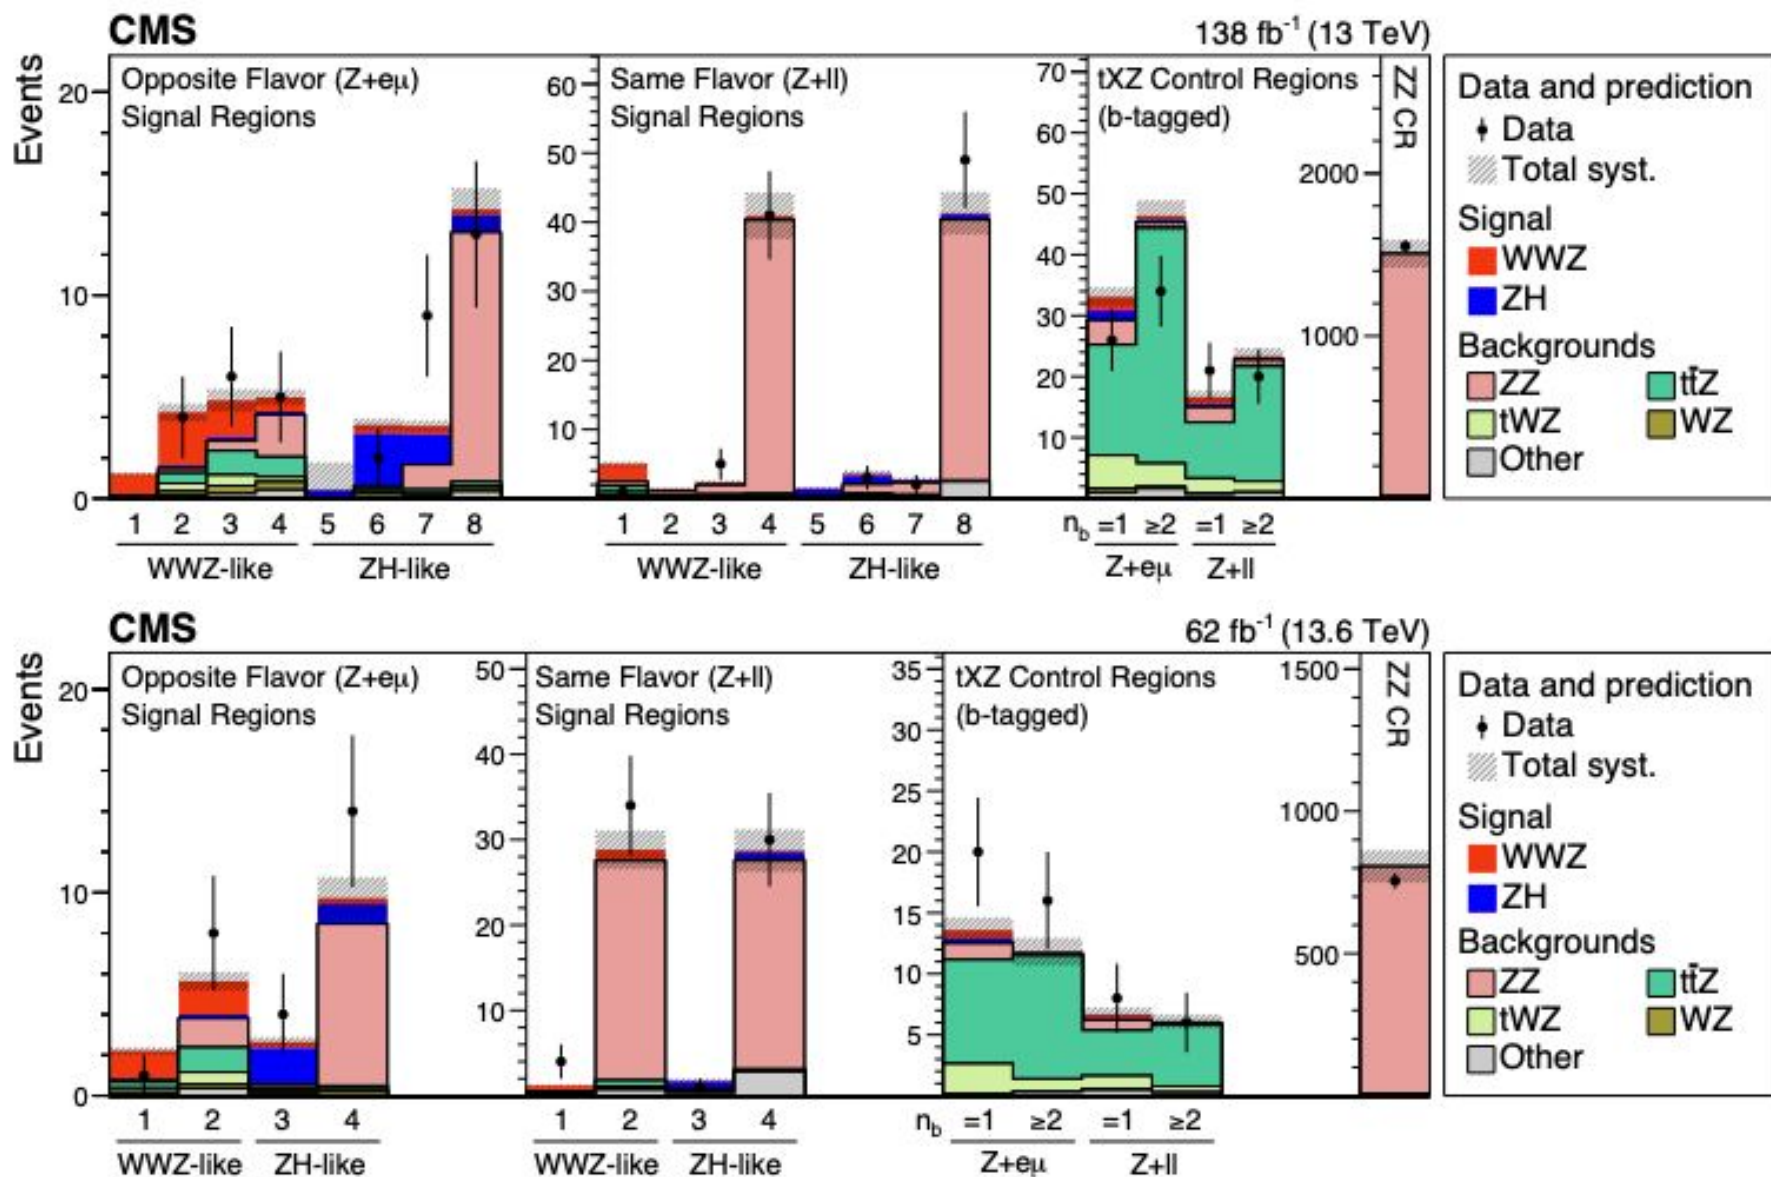 CMS 138 fb⁻¹ (13 TeV)
Events
Opposite Flavor (Z+eμ)
Signal Regions
20
10
0
1 2 3 4 5 6 7 8
WWZ-like ZH-like
Same Flavor (Z+ll)
Signal Regions
60
50
40
30
20
10
1 2 3 4 5 6 7 8
WWZ-like ZH-like
tXZ Control Regions
(b-tagged)
70
60
50
40
30
20
10
n_b =1 ≥2 =1 ≥2
Z+eμ Z+ll
ZZ CR
2000
1000
Data and prediction
Data
Total syst.
Signal
WWZ
ZH
Backgrounds
ZZ tt̄Z
tWZ WZ
Other
CMS 62 fb⁻¹ (13.6 TeV)
Events
Opposite Flavor (Z+eμ)
Signal Regions
20
10
0
1 2 3 4
WWZ-like ZH-like
Same Flavor (Z+ll)
Signal Regions
50
40
30
20
10
1 2 3 4
WWZ-like ZH-like
tXZ Control Regions
(b-tagged)
35
30
25
20
15
10
5
n_b =1 ≥2 =1 ≥2
Z+eμ Z+ll
ZZ CR
1500
1000
500
Data and prediction
Data
Total syst.
Signal
WWZ
ZH
Backgrounds
ZZ tt̄Z
tWZ WZ
Other